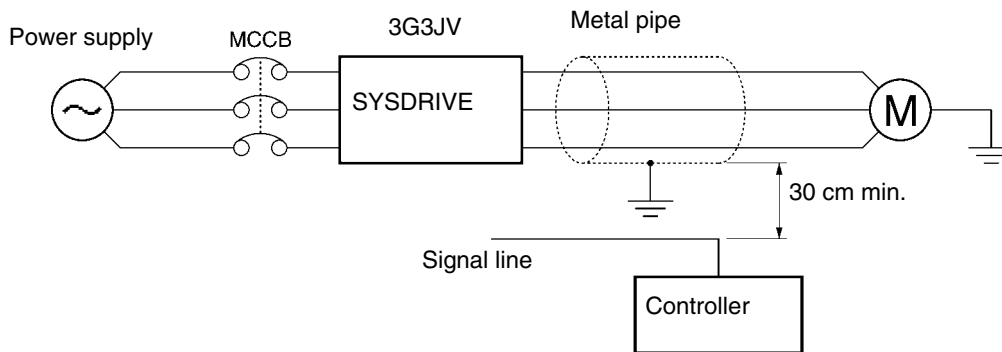 Power supply
MCCB
3G3JV
Metal pipe
SYSDRIVE
M
30 cm min.
Signal line
Controller